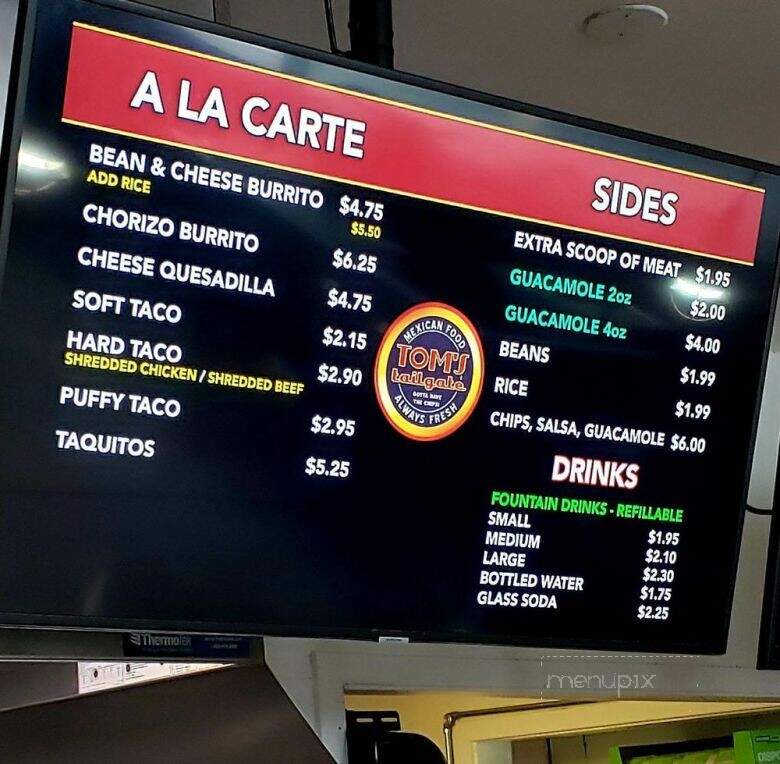 A LA CARTE
BEAN & CHEESE BURRITO $4.75
ADD RICE $5.50
CHORIZO BURRITO $6.25
CHEESE QUESADILLA $4.75
SOFT TACO $2.15
HARD TACO $2.90
SHREDDED CHICKEN / SHREDDED BEEF
PUFFY TACO $2.95
TAQUITOS $5.25
MEXICAN FOOD
TOM'S
tailgate
GOTTA HAVE
THE CHIPS!
ALWAYS FRESH
SIDES
EXTRA SCOOP OF MEAT $1.95
GUACAMOLE 2oz $2.00
GUACAMOLE 4oz $4.00
BEANS $1.99
RICE $1.99
CHIPS, SALSA, GUACAMOLE $6.00
DRINKS
FOUNTAIN DRINKS - REFILLABLE
SMALL $1.95
MEDIUM $2.10
LARGE $2.30
BOTTLED WATER $1.75
GLASS SODA $2.25
ThermoTek
menupix